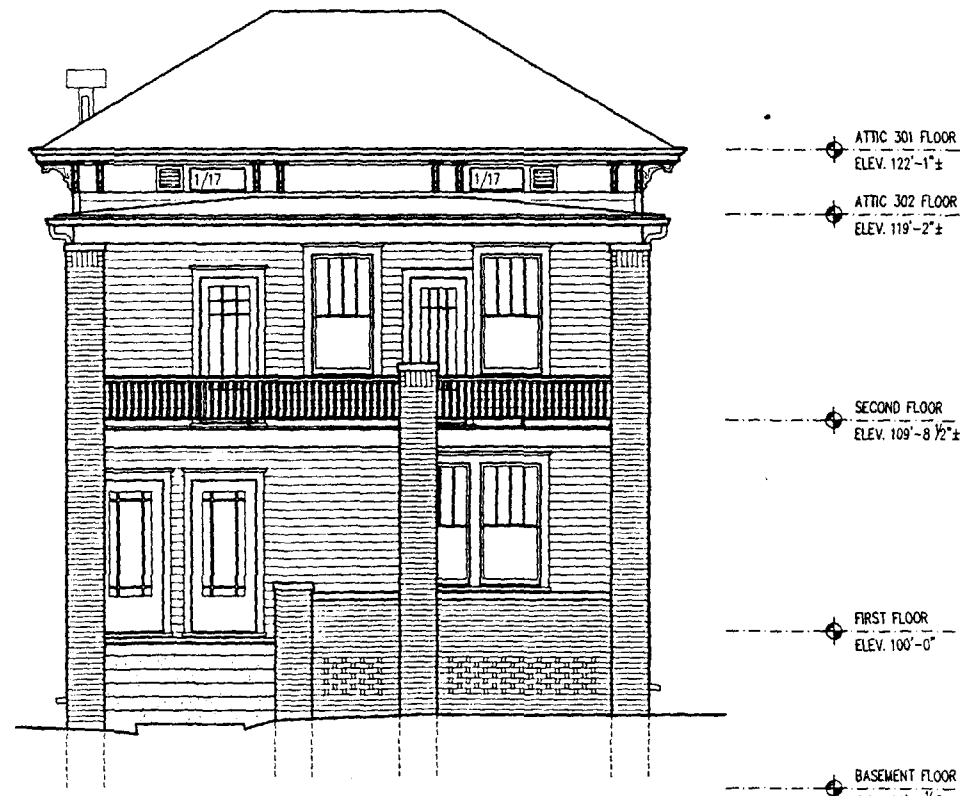 ATTIC 301 FLOOR
ELEV. 122'-1"±
1/17
1/17
ATTIC 302 FLOOR
ELEV. 119'-2"±
SECOND FLOOR
ELEV. 109'-8 1/2"±
FIRST FLOOR
ELEV. 100'-0"
BASEMENT FLOOR